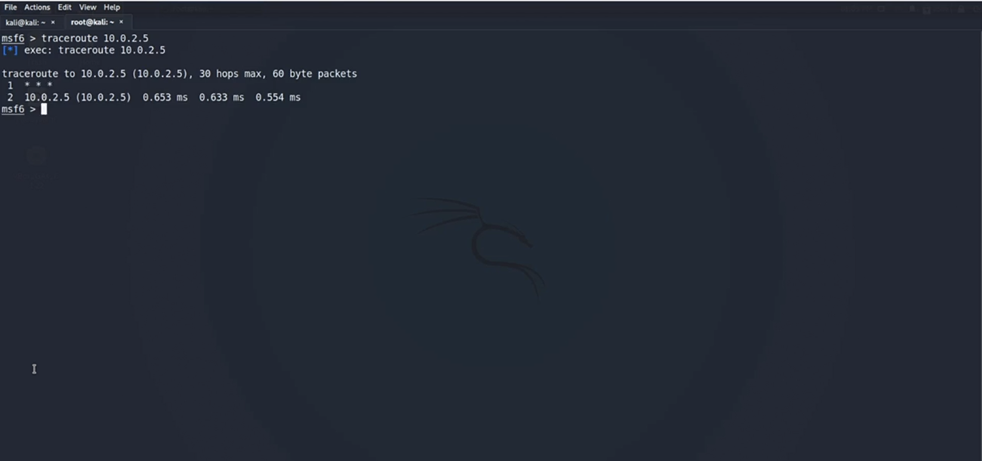 File Actions Edit View Help
kali@kali: ~ × root@kali: ~ ×
msf6 > traceroute 10.0.2.5
[*] exec: traceroute 10.0.2.5
traceroute to 10.0.2.5 (10.0.2.5), 30 hops max, 60 byte packets
1 * * *
2 10.0.2.5 (10.0.2.5) 0.653 ms 0.633 ms 0.554 ms
msf6 >